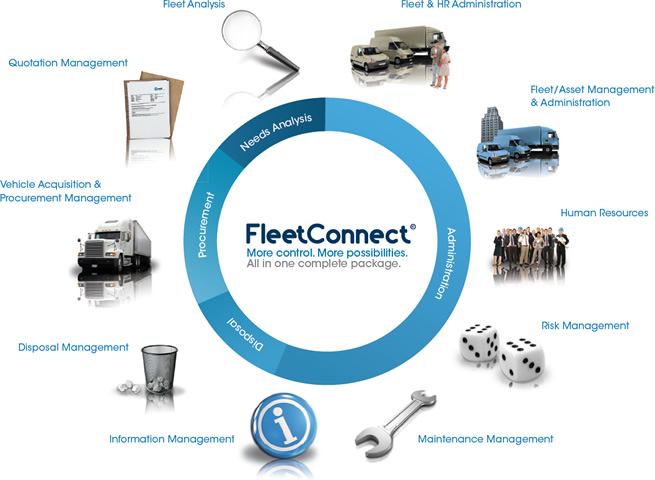 Fleet Analysis
Fleet & HR Administration
Quotation Management
Fleet/Asset Management
& Administration
Needs Analysis
Vehicle Acquisition &
Procurement Management
Procurement
Human Resources
FleetConnect©
More control. More possibilities.
All in one complete package.
Administration
Disposal
Risk Management
Disposal Management
Information Management
Maintenance Management